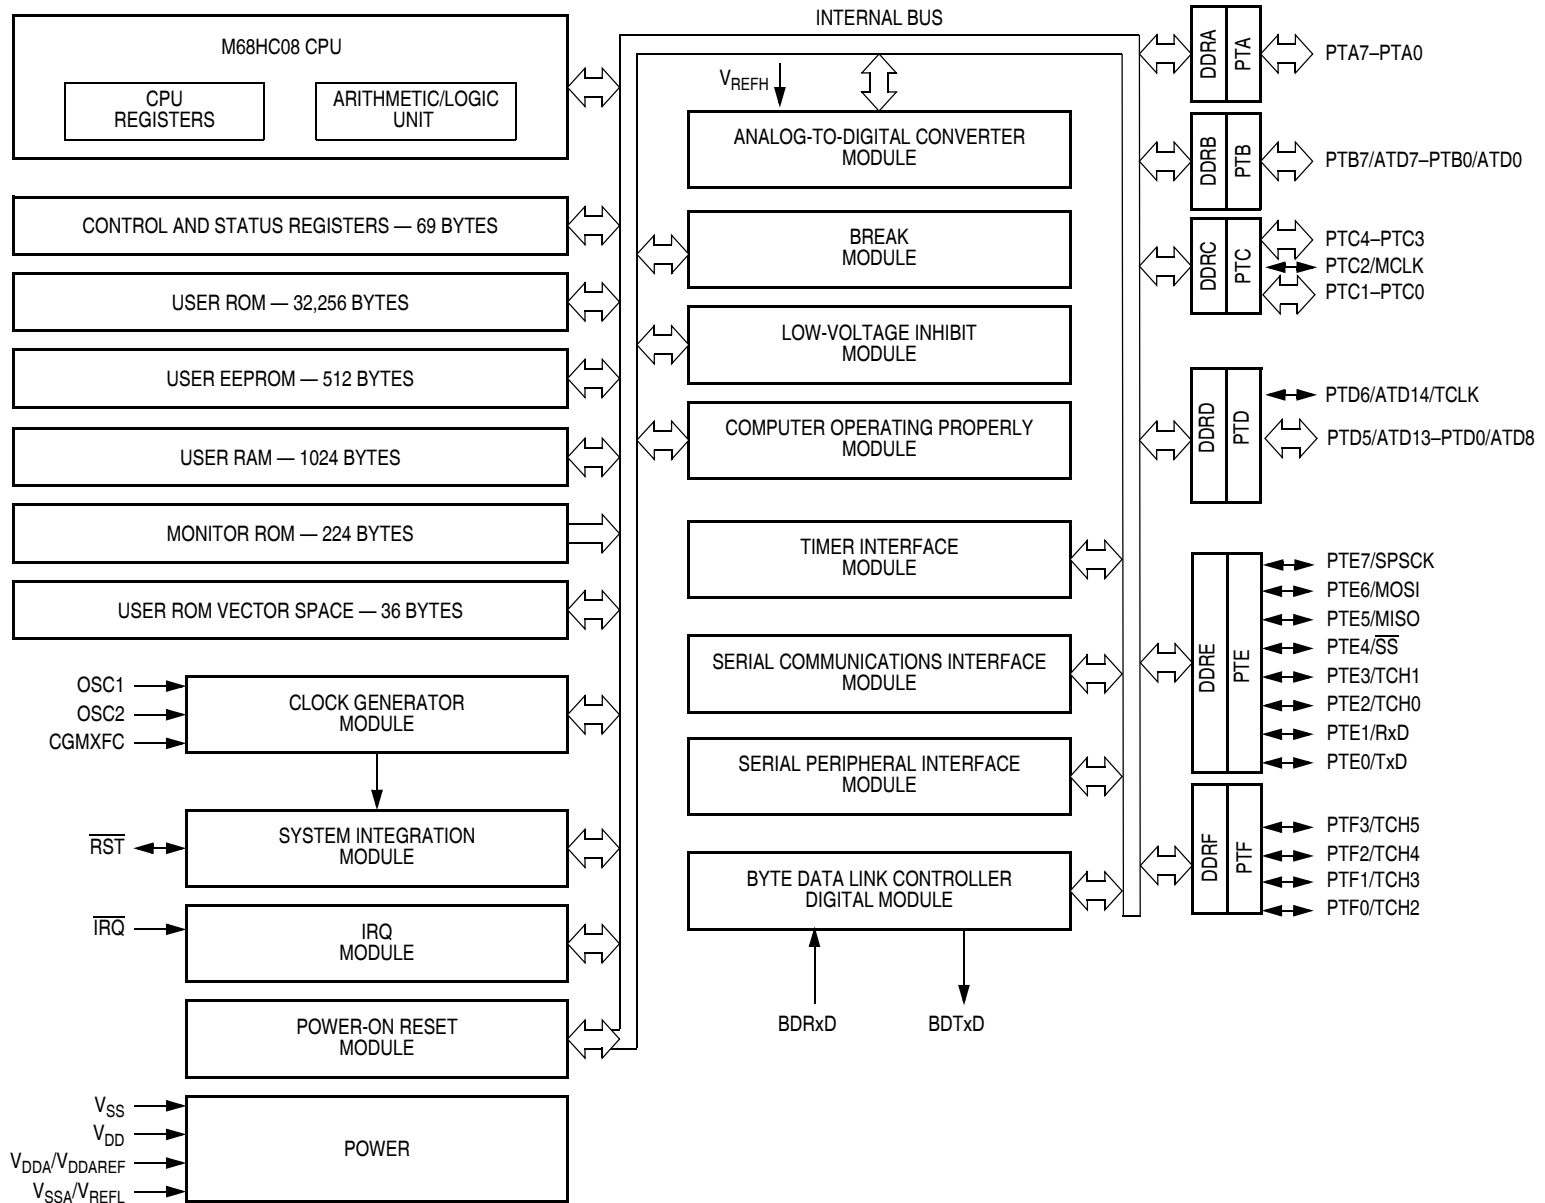 INTERNAL BUS
M68HC08 CPU
CPU
REGISTERS
ARITHMETIC/LOGIC
UNIT
CONTROL AND STATUS REGISTERS — 69 BYTES
USER ROM — 32,256 BYTES
USER EEPROM — 512 BYTES
USER RAM — 1024 BYTES
MONITOR ROM — 224 BYTES
USER ROM VECTOR SPACE — 36 BYTES
OSC1
OSC2
CGMXFC
CLOCK GENERATOR
MODULE
RST
SYSTEM INTEGRATION
MODULE
IRQ
IRQ
MODULE
POWER-ON RESET
MODULE
VSS
VDD
VDDA/VDDAREF
VSSA/VREFL
POWER
VREFH
ANALOG-TO-DIGITAL CONVERTER
MODULE
BREAK
MODULE
LOW-VOLTAGE INHIBIT
MODULE
COMPUTER OPERATING PROPERLY
MODULE
TIMER INTERFACE
MODULE
SERIAL COMMUNICATIONS INTERFACE
MODULE
SERIAL PERIPHERAL INTERFACE
MODULE
BYTE DATA LINK CONTROLLER
DIGITAL MODULE
BDRxD
BDTxD
DDRA
PTA
PTA7–PTA0
DDRB
PTB
PTB7/ATD7–PTB0/ATD0
DDRC
PTC
PTC4–PTC3
PTC2/MCLK
PTC1–PTC0
DDRD
PTD
PTD6/ATD14/TCLK
PTD5/ATD13–PTD0/ATD8
DDRE
PTE
PTE7/SPSCK
PTE6/MOSI
PTE5/MISO
PTE4/SS
PTE3/TCH1
PTE2/TCH0
PTE1/RxD
PTE0/TxD
DDRF
PTF
PTF3/TCH5
PTF2/TCH4
PTF1/TCH3
PTF0/TCH2